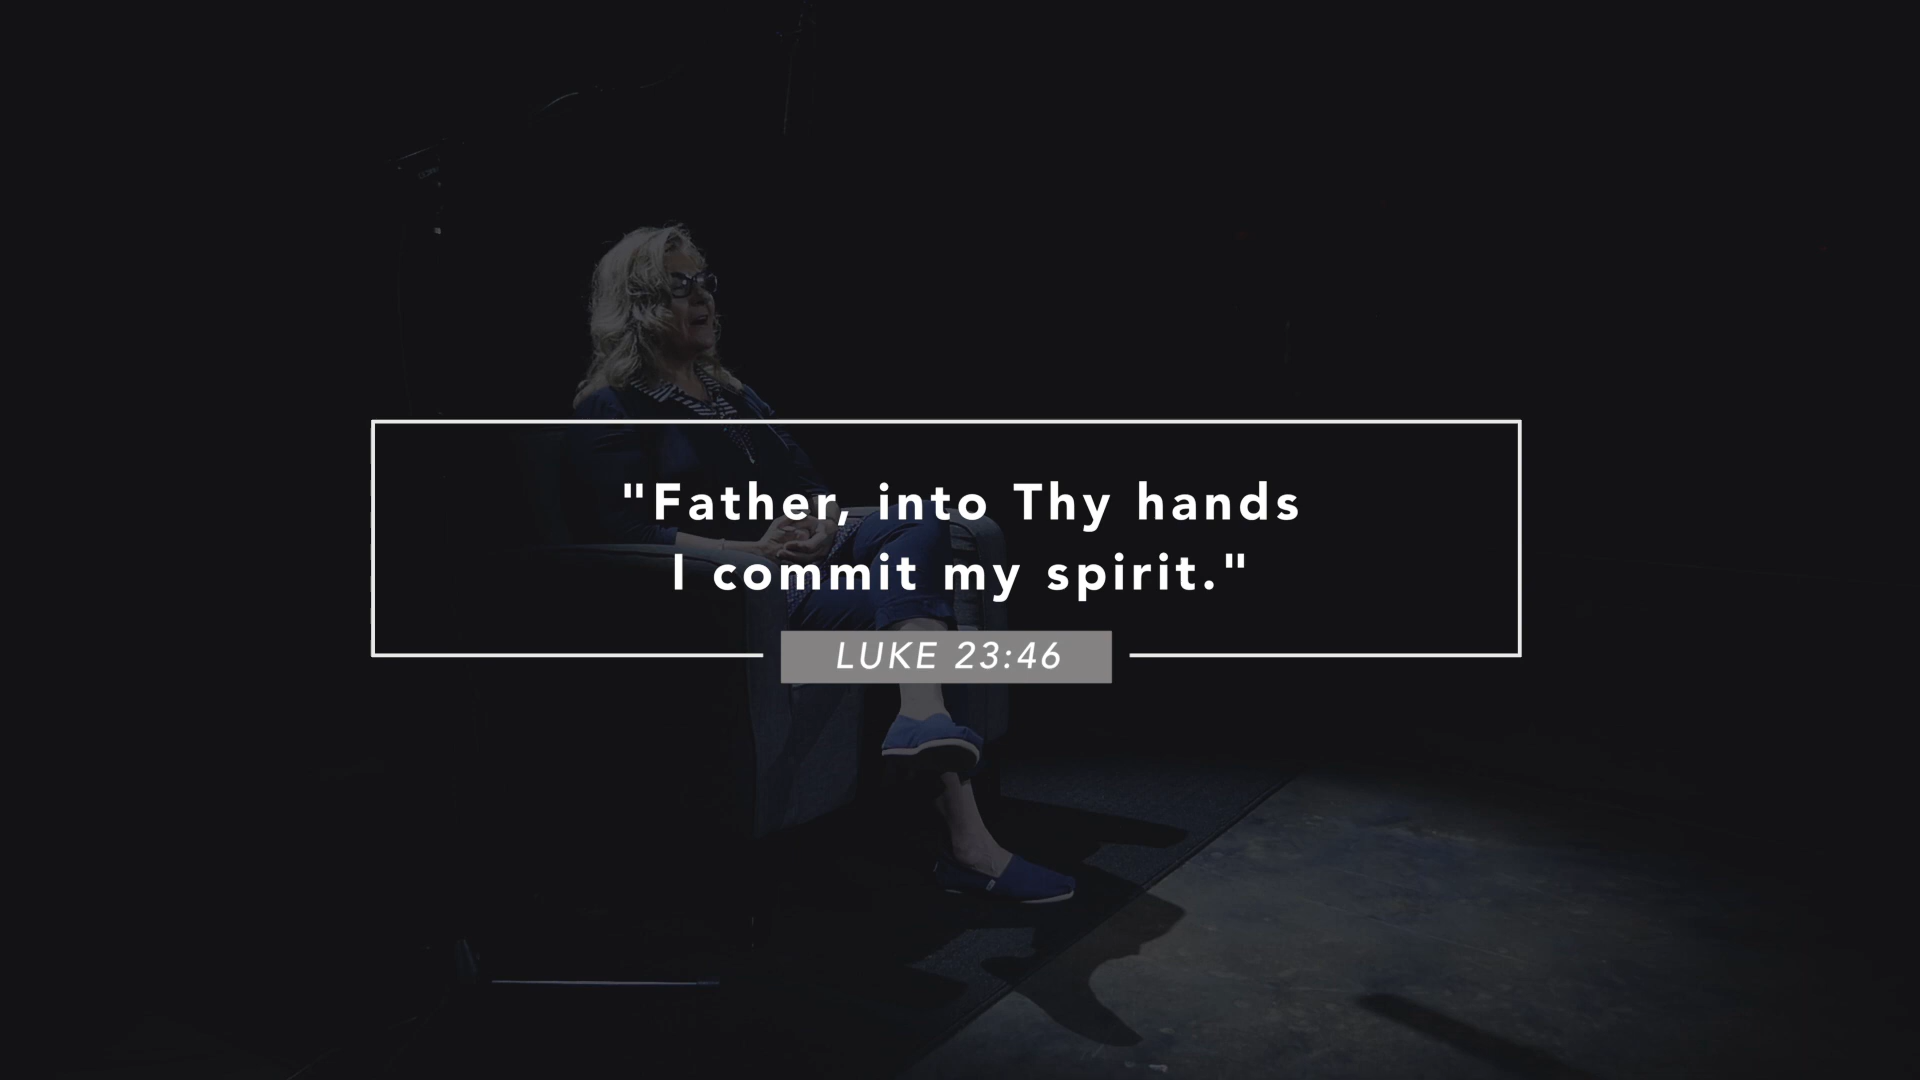 "Father, into Thy hands
I commit my spirit."
LUKE 23:46